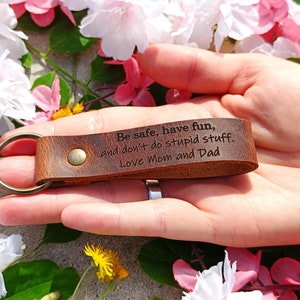 Be safe, have fun,
and don't do stupid stuff.
Love Mom and Dad